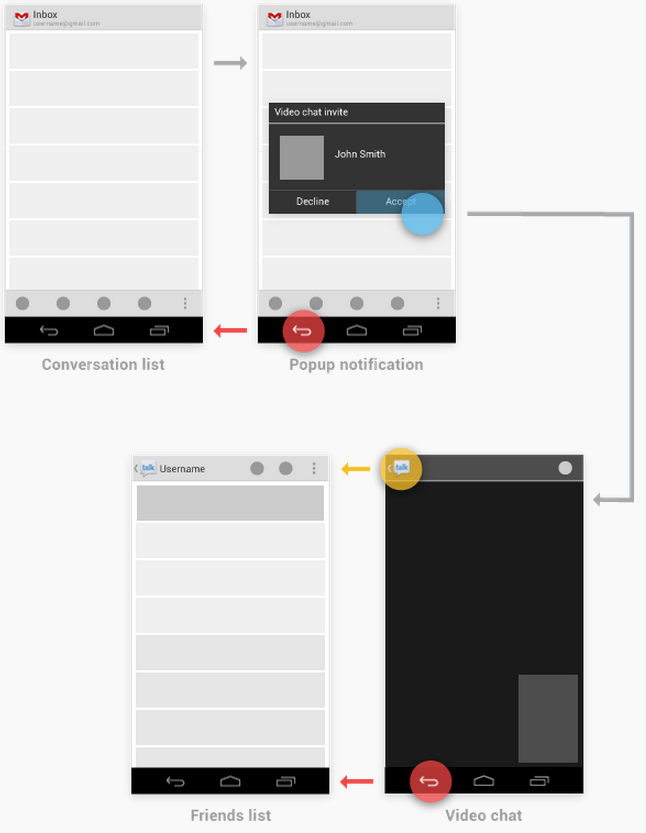 Inbox
username@gmail.com
Inbox
username@gmail.com
Video chat invite
John Smith
Decline
Accept
Conversation list
Popup notification
talk
Username
talk
Friends list
Video chat